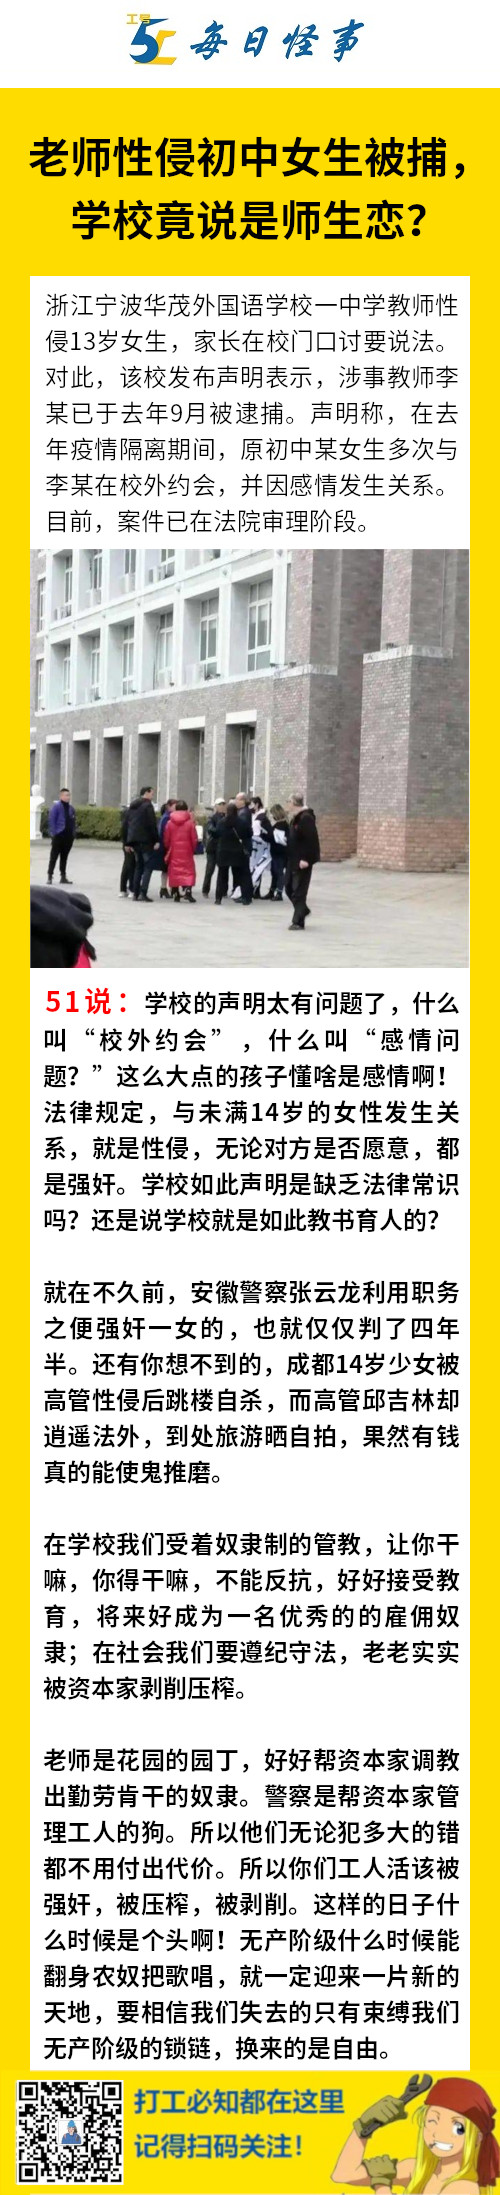 工号
51
每日怪事
老师性侵初中女生被捕，
学校竟说是师生恋？
浙江宁波华茂外国语学校一中学教师性
侵13岁女生，家长在校门口讨要说法。
对此，该校发布声明表示，涉事教师李
某已于去年9月被逮捕。声明称，在去
年疫情隔离期间，原初中某女生多次与
李某在校外约会，并因感情发生关系。
目前，案件已在法院审理阶段。
51说：学校的声明太有问题了，什么
叫“校外约会”，什么叫“感情问
题？”这么大点的孩子懂啥是感情啊！
法律规定，与未满14岁的女性发生关
系，就是性侵，无论对方是否愿意，都
是强奸。学校如此声明是缺乏法律常识
吗？还是说学校就是如此教书育人的？
就在不久前，安徽警察张云龙利用职务
之便强奸一女的，也就仅仅判了四年
半。还有你想不到的，成都14岁少女被
高管性侵后跳楼自杀，而高管邱吉林却
逍遥法外，到处旅游晒自拍，果然有钱
真的能使鬼推磨。
在学校我们受着奴隶制的管教，让你干
嘛，你得干嘛，不能反抗，好好接受教
育，将来好成为一名优秀的的雇佣奴
隶；在社会我们要遵纪守法，老老实实
被资本家剥削压榨。
老师是花园的园丁，好好帮资本家调教
出勤劳肯干的奴隶。警察是帮资本家管
理工人的狗。所以他们无论犯多大的错
都不用付出代价。所以你们工人活该被
强奸，被压榨，被剥削。这样的日子什
么时候是个头啊！无产阶级什么时候能
翻身农奴把歌唱，就一定迎来一片新的
天地，要相信我们失去的只有束缚我们
无产阶级的锁链，换来的是自由。
打工必知都在这里
记得扫码关注！